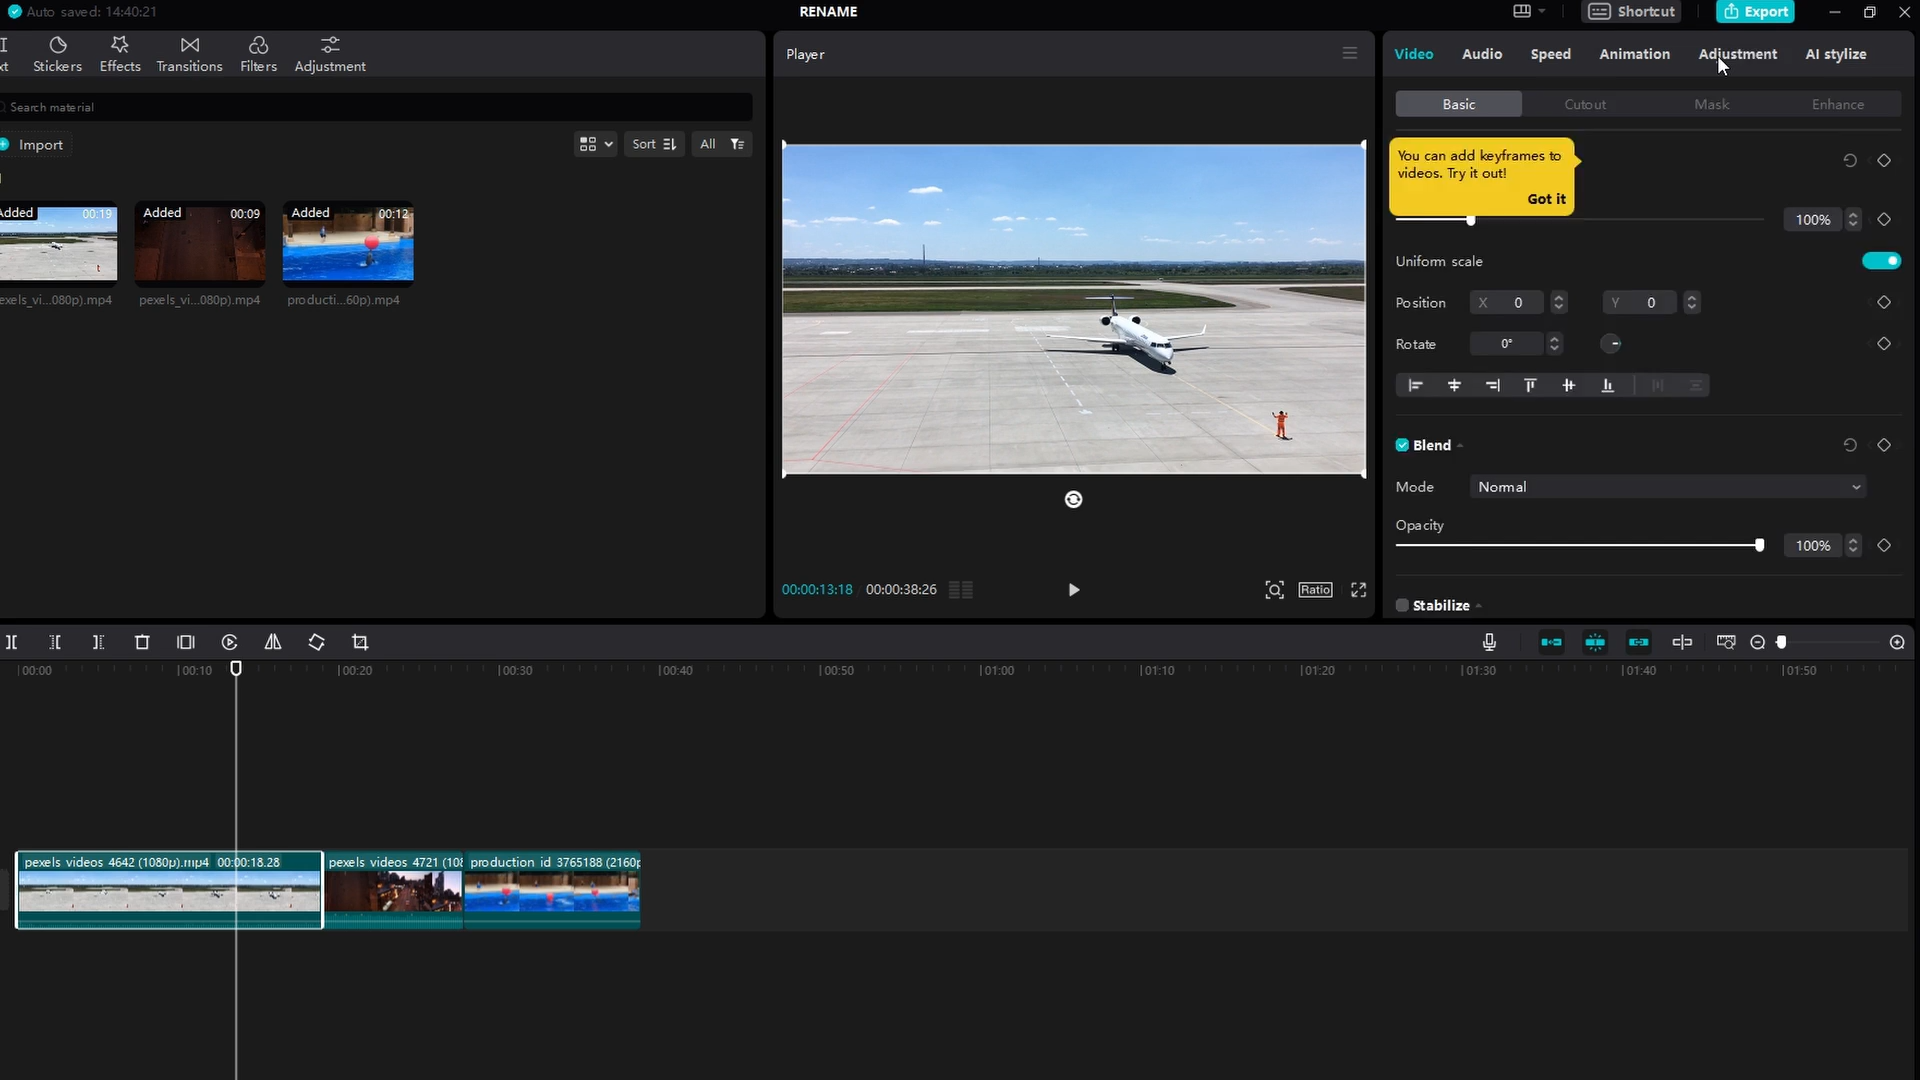 Auto saved: 14:40:21
RENAME
Shortcut
Export
xt
Stickers
Effects
Transitions
Filters
Adjustment
Player
Video
Audio
Speed
Animation
Adjustment
AI stylize
Search material
Basic
Cutout
Mask
Enhance
Import
Sort
All
You can add keyframes to
videos. Try it out!
Got it
Added
00:19
Added
00:09
Added
00:12
100%
Uniform scale
Position
X 0
Y 0
exels_vi...080p).mp4
pexels_vi...080p).mp4
producti...60p).mp4
Rotate
0°
Blend
Mode
Normal
Opacity
100%
00:00:13:18
00:00:38:26
Ratio
Stabilize
00:00
00:10
00:20
00:30
00:40
00:50
01:00
01:10
01:20
01:30
01:40
01:50
pexels videos 4642 (1080p).mp4 00:00:18.28
pexels videos 4721 (108
production id 3765188 (2160p